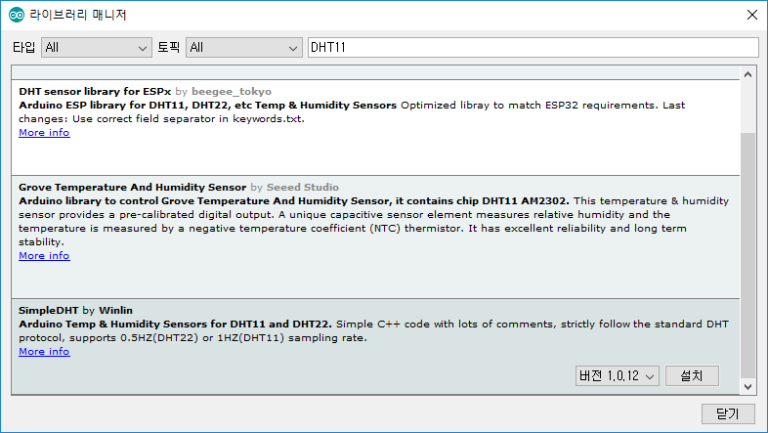 라이브러리 매니저
타입 All 토픽 All DHT11
DHT sensor library for ESPx by beegee_tokyo
Arduino ESP library for DHT11, DHT22, etc Temp & Humidity Sensors Optimized libray to match ESP32 requirements. Last
changes: Use correct field separator in keywords.txt.
More info
Grove Temperature And Humidity Sensor by Seeed Studio
Arduino library to control Grove Temperature And Humidity Sensor, it contains chip DHT11 AM2302. This temperature & humidity
sensor provides a pre-calibrated digital output. A unique capacitive sensor element measures relative humidity and the
temperature is measured by a negative temperature coefficient (NTC) thermistor. It has excellent reliability and long term
stability.
More info
SimpleDHT by Winlin
Arduino Temp & Humidity Sensors for DHT11 and DHT22. Simple C++ code with lots of comments, strictly follow the standard DHT
protocol, supports 0.5HZ(DHT22) or 1HZ(DHT11) sampling rate.
More info
버전 1.0.12 설치
닫기